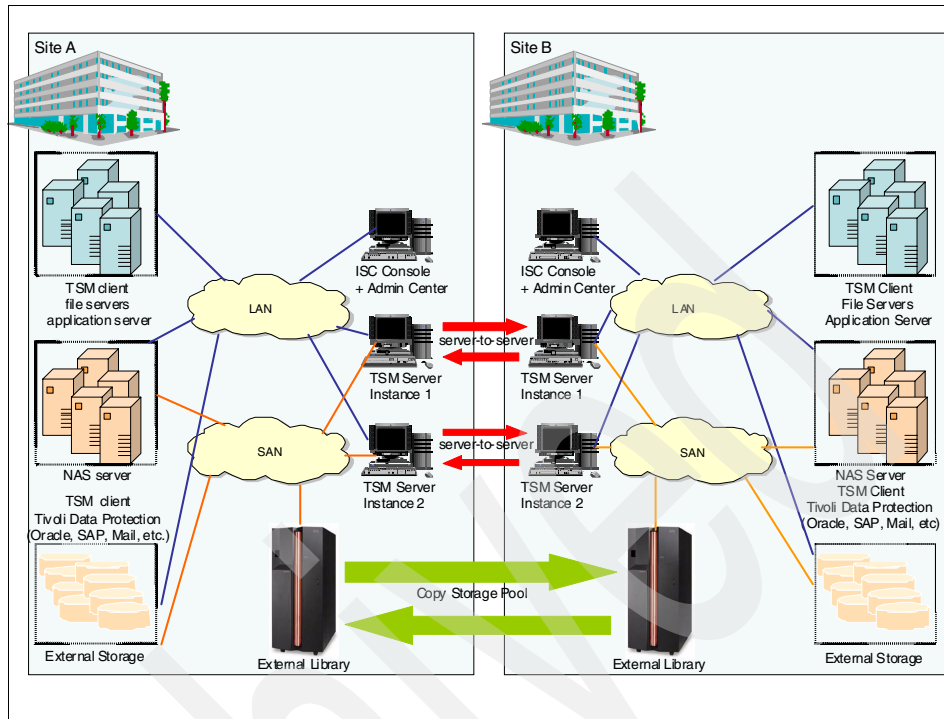 Site A
TSM client
file servers
application server
LAN
ISC Console
+ Admin Center
TSM Server
Instance 1
NAS server
TSM client
Tivoli Data Protection
(Oracle, SAP, Mail, etc.)
SAN
TSM Server
Instance 2
External Storage
External Library
server-to-server
server-to-server
Copy Storage Pool
Site B
ISC Console
+ Admin Center
LAN
TSM Client
File Servers
Application Server
TSM Server
Instance 1
TSM Server
Instance 2
SAN
NAS Server
TSM Client
Tivoli Data Protection
(Oracle, SAP, Mail, etc)
External Library
External Storage